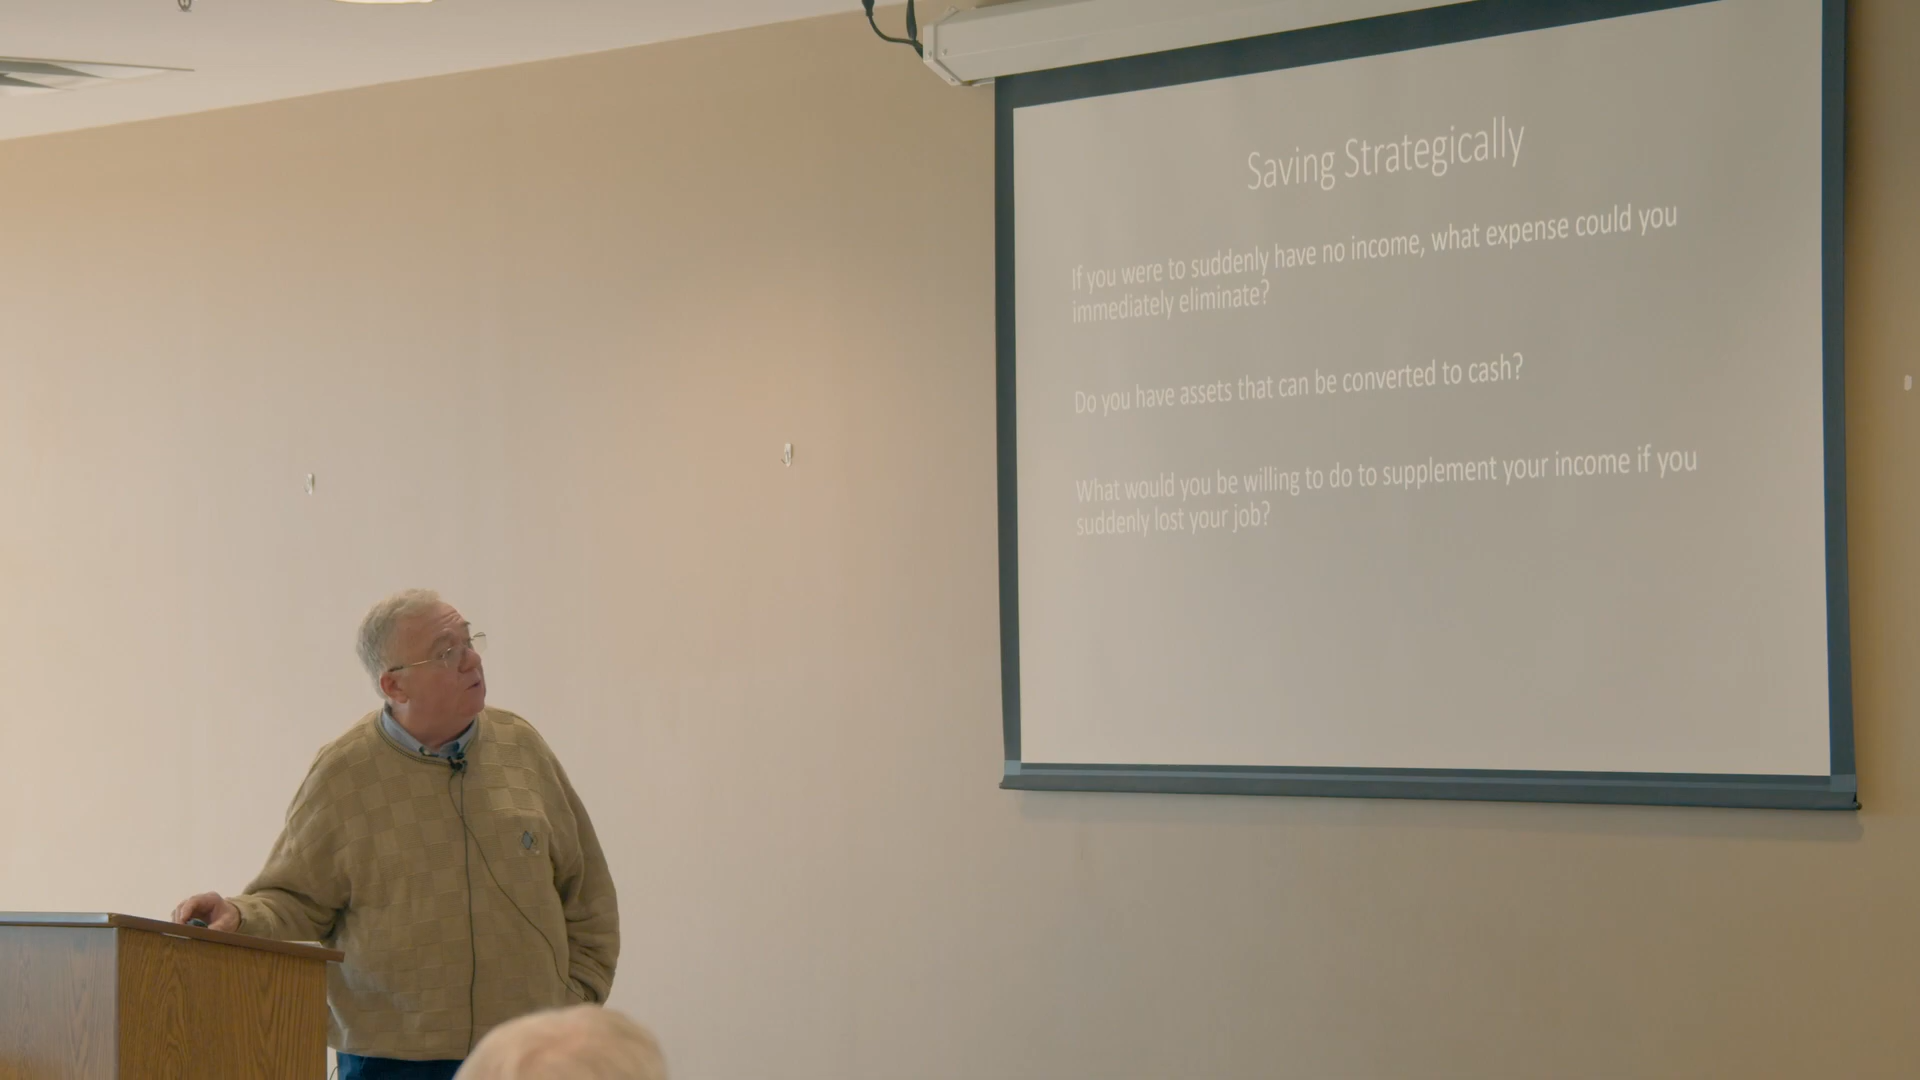 Saving Strategically
If you were to suddenly have no income, what expense could you
immediately eliminate?
Do you have assets that can be converted to cash?
What would you be willing to do to supplement your income if you
suddenly lost your job?